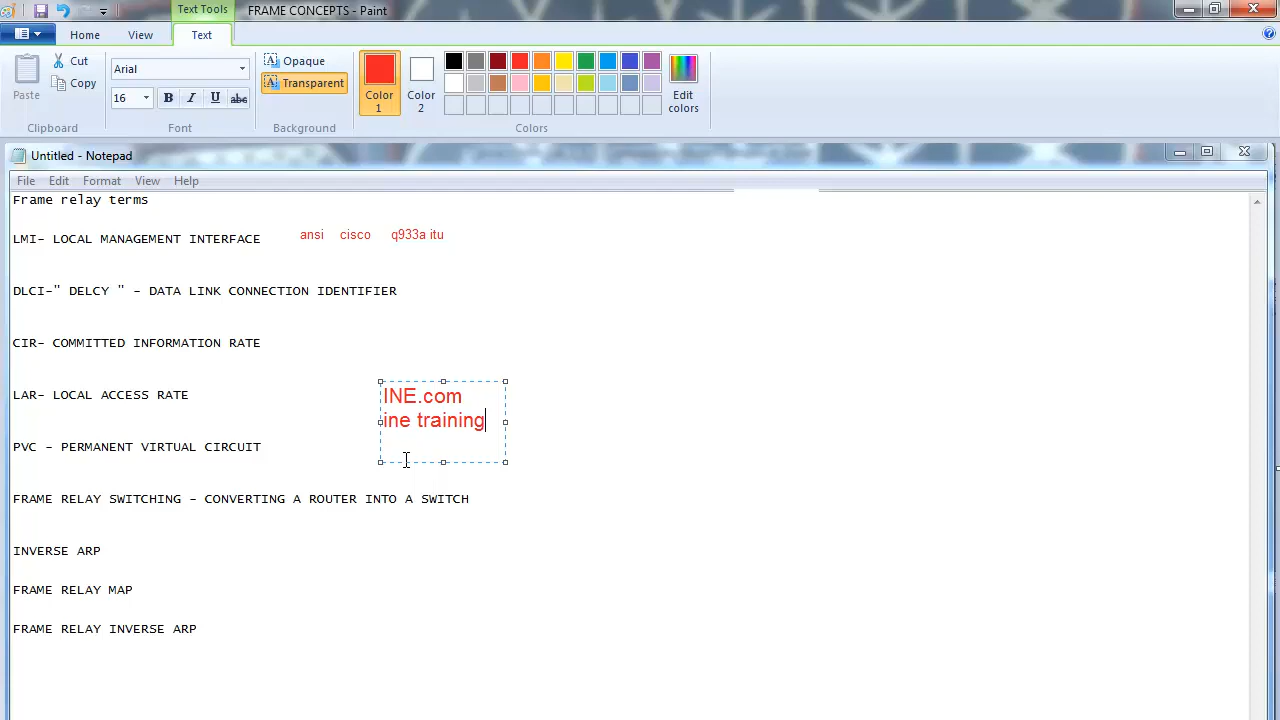 Text Tools
FRAME CONCEPTS - Paint
Home
View
Text
Paste
Cut
Copy
Clipboard
Arial
16
B
I
U
abc
Font
Opaque
Transparent
Background
Color 1
Color 2
Edit colors
Colors
Untitled - Notepad
File Edit Format View Help
Frame relay terms
LMI- LOCAL MANAGEMENT INTERFACE ansi cisco q933a itu
DLCI-" DELCY " - DATA LINK CONNECTION IDENTIFIER
CIR- COMMITTED INFORMATION RATE
LAR- LOCAL ACCESS RATE
INE.com
ine training
PVC - PERMANENT VIRTUAL CIRCUIT
FRAME RELAY SWITCHING - CONVERTING A ROUTER INTO A SWITCH
INVERSE ARP
FRAME RELAY MAP
FRAME RELAY INVERSE ARP